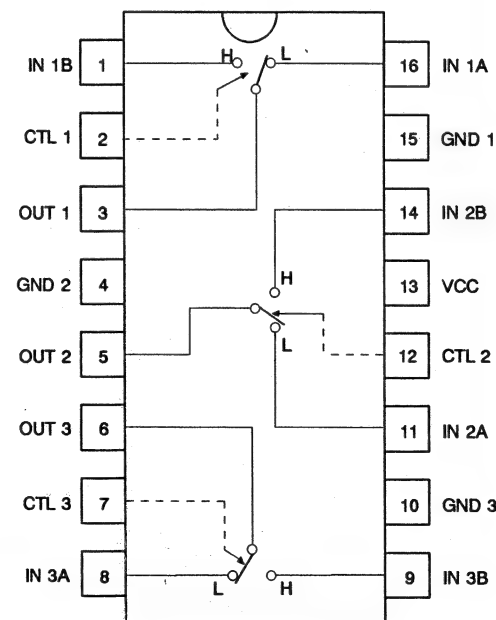 IN 1B 1 H L 16 IN 1A
CTL 1 2 15 GND 1
OUT 1 3 14 IN 2B
GND 2 4 H 13 VCC
OUT 2 5 L 12 CTL 2
OUT 3 6 11 IN 2A
CTL 3 7 10 GND 3
IN 3A 8 L H 9 IN 3B